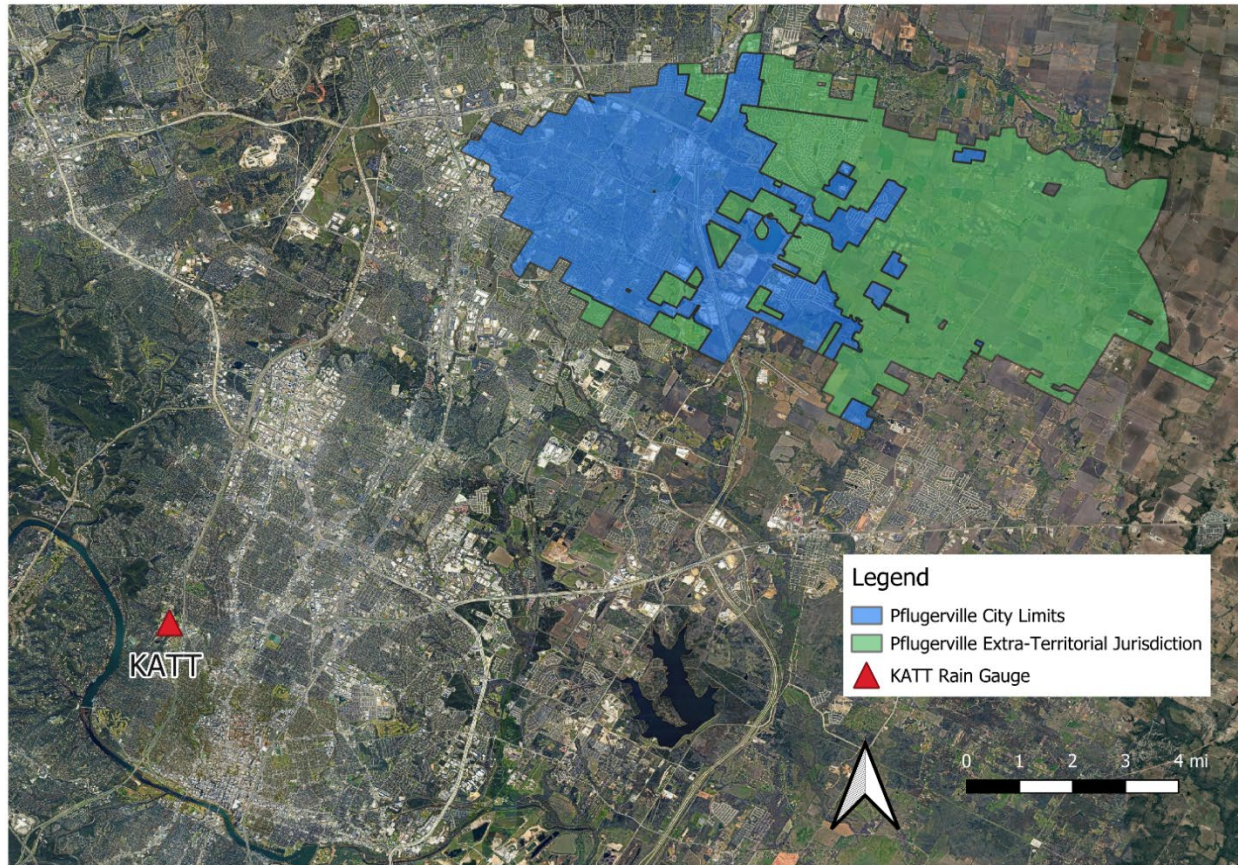 KATT
Legend
Pflugerville City Limits
Pflugerville Extra-Territorial Jurisdiction
KATT Rain Gauge
0 1 2 3 4 mi